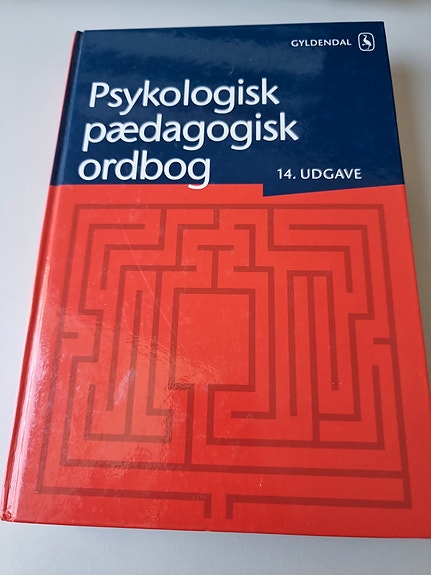 GYLDENDAL
Psykologisk
pædagogisk
ordbog
14. UDGAVE